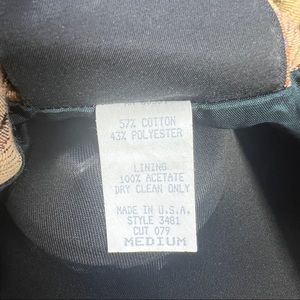 57% COTTON
43% POLYESTER
LINING
100% ACETATE
DRY CLEAN ONLY
MADE IN U.S.A.
STYLE 3481
CUT 079
MEDIUM